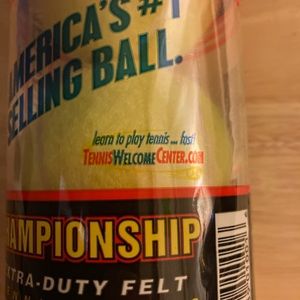 AMERICA'S #1
SELLING BALL.
learn to play tennis... fast!
TENNISWELCOMECENTER.COM
CHAMPIONSHIP
EXTRA-DUTY FELT